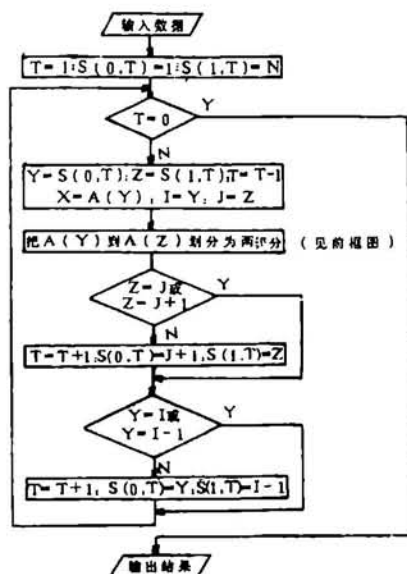 输入数据
T=1:S(0,T)=1:S(1,T)=N
T=0
Y
N
Y=S(0,T):Z=S(1,T):T=T-1
X=A(Y):I=Y:J=Z
把A(Y)到A(Z)划分为两部分 (见前框图)
Z=J或
Z=J+1
Y
N
T=T+1:S(0,T)=J+1:S(1,T)=Z
Y=I或
Y=I-1
Y
N
T=T+1:S(0,T)=Y:S(1,T)=I-1
输出结果